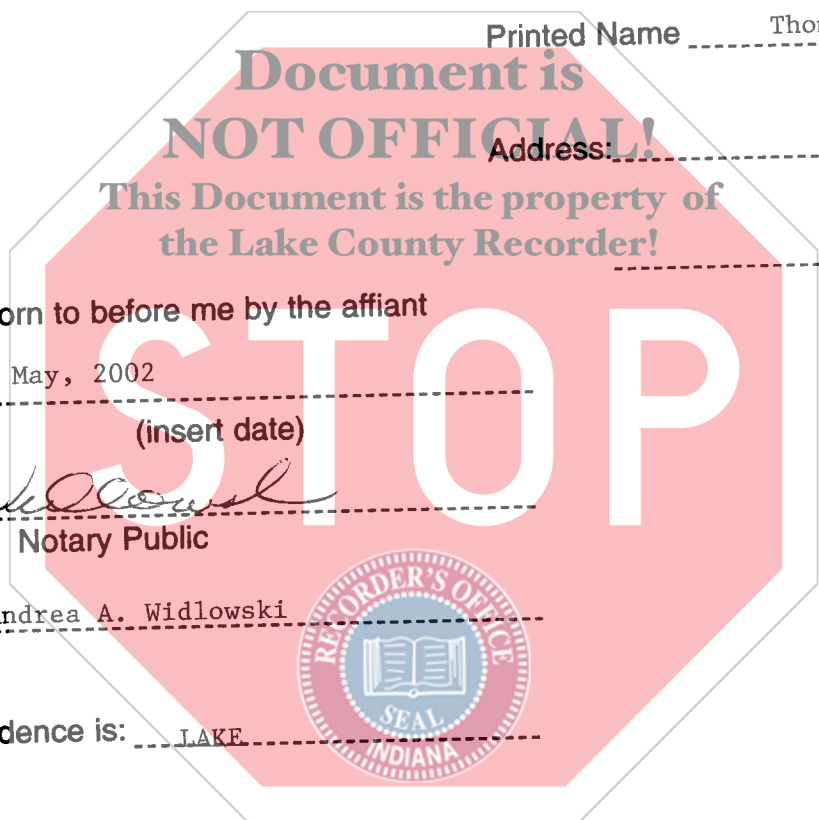 Printed Name Tho
Document is
NOT OFFICIAL!
Address:
This Document is the property of
the Lake County Recorder!
orn to before me by the affiant
May, 2002
(insert date)
STOP
Notary Public
ndrea A. Widlowski
RECORDER'S OFFICE
SEAL
INDIANA
dence is: LAKE